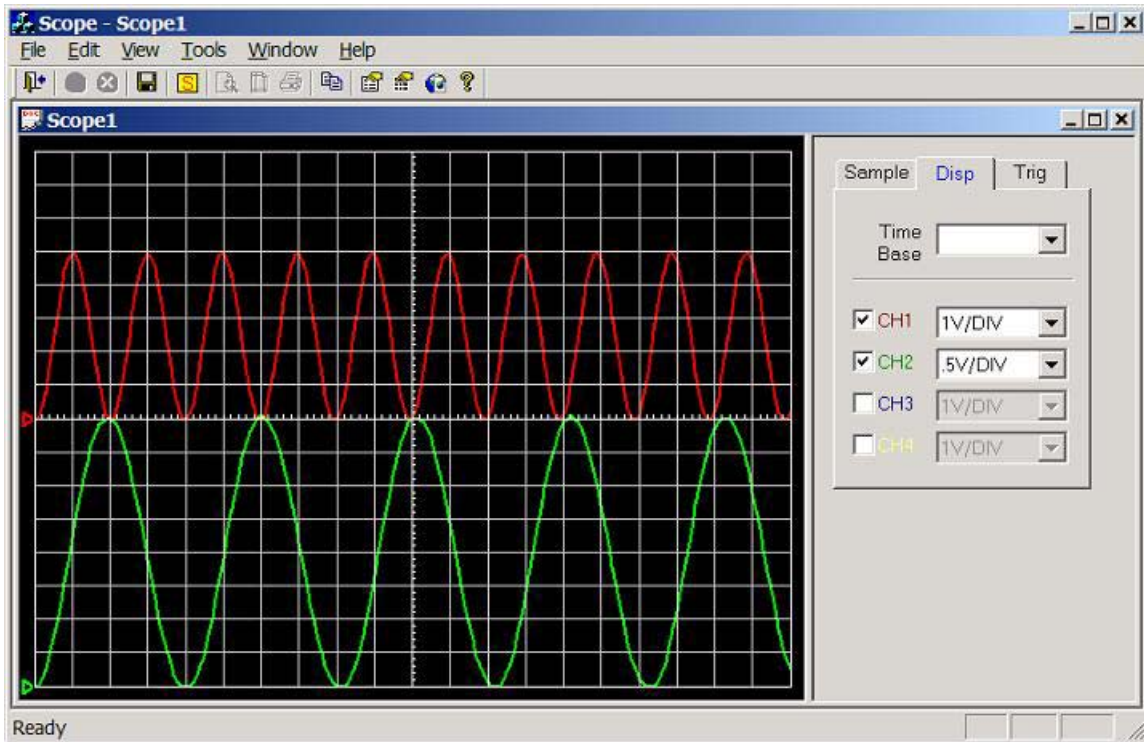 Scope - Scope1
File Edit View Tools Window Help
S
Scope1
Sample Disp Trig
Time
Base
CH1 1V/DIV
CH2 .5V/DIV
CH3 1V/DIV
CH4 1V/DIV
Ready